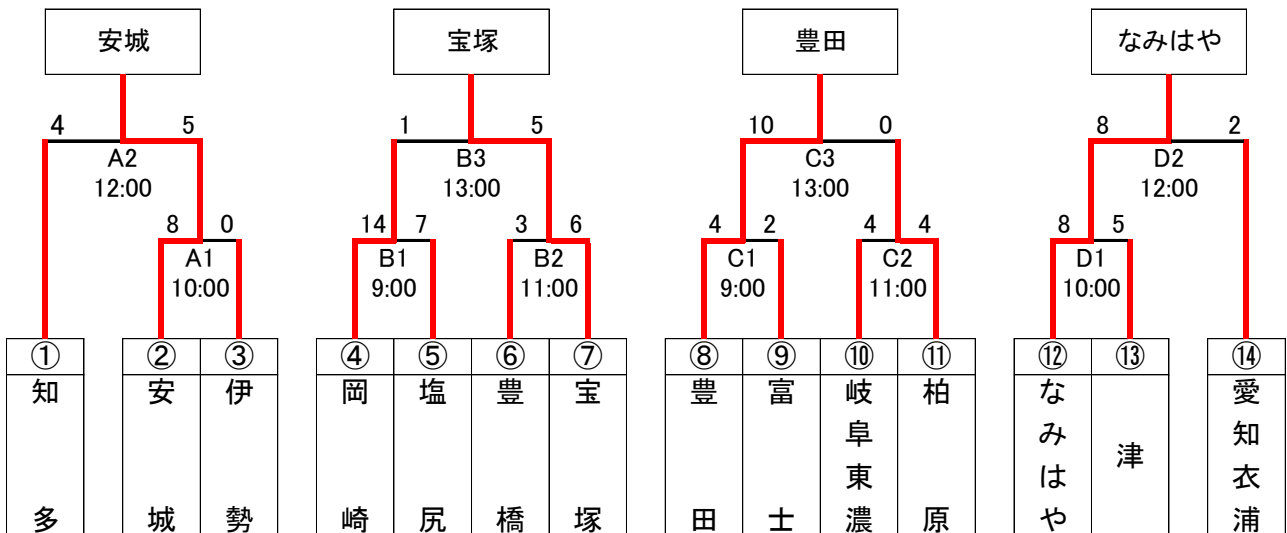 安城 宝塚 豊田 なみはや
4 5 1 5 10 0 8 2
A2 B3 C3 D2
12:00 13:00 13:00 12:00
8 0 14 7 3 6 4 2 4 4 8 5
A1 B1 B2 C1 C2 D1
10:00 9:00 11:00 9:00 11:00 10:00
① ② ③ ④ ⑤ ⑥ ⑦ ⑧ ⑨ ⑩ ⑪ ⑫ ⑬ ⑭
知多
安城
伊勢
岡崎
塩尻
豊橋
宝塚
豊田
富士
岐阜東濃
柏原
なみはや
津
愛知衣浦